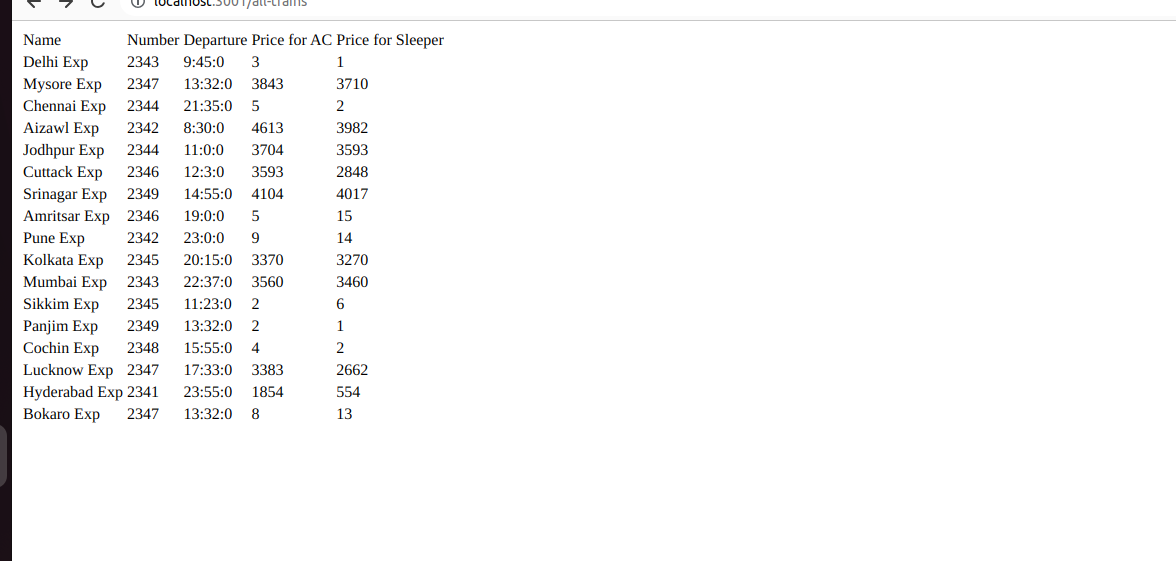 localhost:3001/all-trains
Name Number Departure Price for AC Price for Sleeper
Delhi Exp 2343 9:45:0 3 1
Mysore Exp 2347 13:32:0 3843 3710
Chennai Exp 2344 21:35:0 5 2
Aizawl Exp 2342 8:30:0 4613 3982
Jodhpur Exp 2344 11:0:0 3704 3593
Cuttack Exp 2346 12:3:0 3593 2848
Srinagar Exp 2349 14:55:0 4104 4017
Amritsar Exp 2346 19:0:0 5 15
Pune Exp 2342 23:0:0 9 14
Kolkata Exp 2345 20:15:0 3370 3270
Mumbai Exp 2343 22:37:0 3560 3460
Sikkim Exp 2345 11:23:0 2 6
Panjim Exp 2349 13:32:0 2 1
Cochin Exp 2348 15:55:0 4 2
Lucknow Exp 2347 17:33:0 3383 2662
Hyderabad Exp 2341 23:55:0 1854 554
Bokaro Exp 2347 13:32:0 8 13